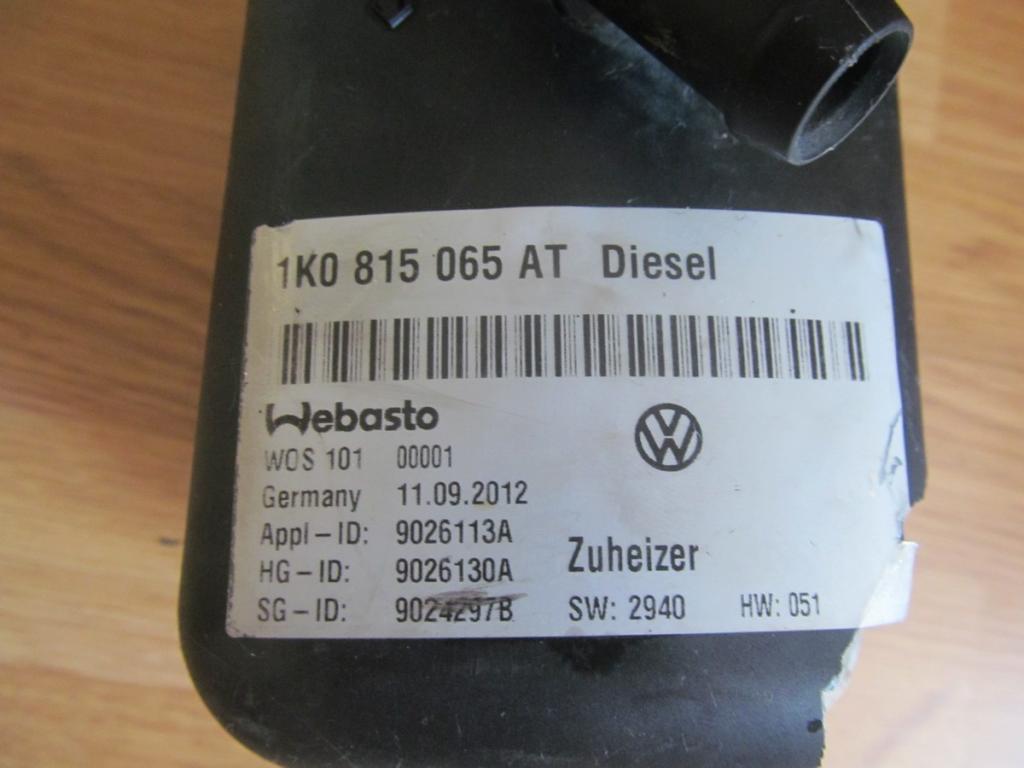 1K0 815 065 AT Diesel
Webasto
VW
WOS 101 00001
Germany 11.09.2012
Appl-ID: 9026113A
HG-ID: 9026130A Zuheizer
SG-ID: 9024297B SW: 2940 HW: 051